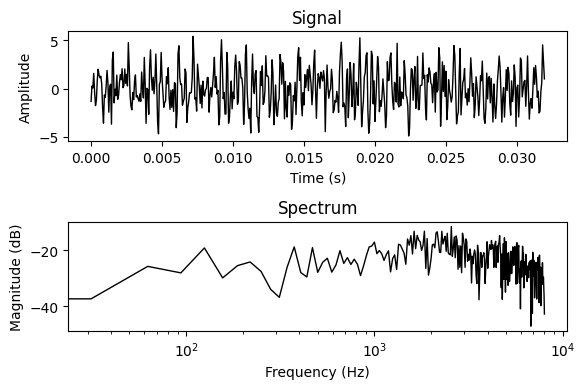 Signal
5
0
−5
Amplitude
0.000 0.005 0.010 0.015 0.020 0.025 0.030
Time (s)
Spectrum
−20
−40
Magnitude (dB)
10² 10³ 10⁴
Frequency (Hz)